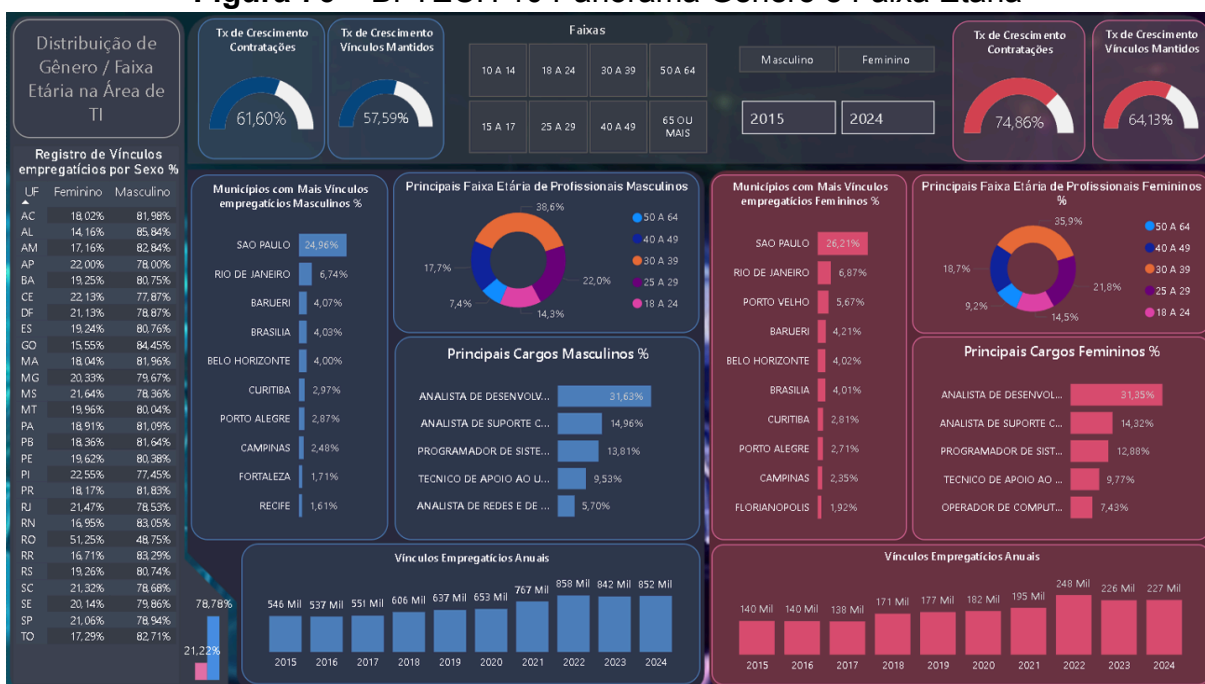 Distribuição de
Gênero / Faixa
Etária na Área de
TI
Tx de Crescimento
Contratações
61,60%
Tx de Crescimento
Vínculos Mantidos
57,59%
Faixas
10 A 14 18 A 24 30 A 39 50 A 64
15 A 17 25 A 29 40 A 49 65 OU
MAIS
Masculino Feminino
2015 2024
Tx de Crescimento
Contratações
74,86%
Tx de Crescimento
Vínculos Mantidos
64,13%
Registro de Vínculos
empregatícios por Sexo %
UF Feminino Masculino
AC 18,02% 81,98%
AL 14,16% 85,84%
AM 17,16% 82,84%
AP 22,00% 78,00%
BA 19,25% 80,75%
CE 22,13% 77,87%
DF 21,13% 78,87%
ES 19,24% 80,76%
GO 15,55% 84,45%
MA 18,04% 81,96%
MG 20,33% 79,67%
MS 21,64% 78,36%
MT 19,96% 80,04%
PA 18,91% 81,09%
PB 18,36% 81,64%
PE 19,62% 80,38%
PI 22,55% 77,45%
PR 18,17% 81,83%
RJ 21,47% 78,53%
RN 16,95% 83,05%
RO 51,25% 48,75%
RR 16,71% 83,29%
RS 19,26% 80,74%
SC 21,32% 78,68%
SE 20,14% 79,86%
SP 21,06% 78,94%
TO 17,29% 82,71%
78,78%
21,22%
Municípios com Mais Vínculos
empregatícios Masculinos %
SAO PAULO 24,96%
RIO DE JANEIRO 6,74%
BARUERI 4,07%
BRASILIA 4,03%
BELO HORIZONTE 4,00%
CURITIBA 2,97%
PORTO ALEGRE 2,87%
CAMPINAS 2,48%
FORTALEZA 1,71%
RECIFE 1,61%
Principais Faixa Etária de Profissionais Masculinos
38,6%
17,7%
22,0%
7,4%
14,3%
50 A 64
40 A 49
30 A 39
25 A 29
18 A 24
Principais Cargos Masculinos %
ANALISTA DE DESENVOLV... 31,63%
ANALISTA DE SUPORTE C... 14,96%
PROGRAMADOR DE SISTE... 13,81%
TECNICO DE APOIO AO U... 9,53%
ANALISTA DE REDES E DE ... 5,70%
Vínculos Empregatícios Anuais
546 Mil 537 Mil 551 Mil 606 Mil 637 Mil 653 Mil 767 Mil 858 Mil 842 Mil 852 Mil
2015 2016 2017 2018 2019 2020 2021 2022 2023 2024
Municípios com Mais Vínculos
empregatícios Femininos %
SAO PAULO 26,21%
RIO DE JANEIRO 6,87%
PORTO VELHO 5,67%
BARUERI 4,21%
BELO HORIZONTE 4,02%
BRASILIA 4,01%
CURITIBA 2,81%
PORTO ALEGRE 2,71%
CAMPINAS 2,35%
FLORIANOPOLIS 1,92%
Principais Faixa Etária de Profissionais Femininos
%
35,9%
18,7%
21,8%
9,2%
14,5%
50 A 64
40 A 49
30 A 39
25 A 29
18 A 24
Principais Cargos Femininos %
ANALISTA DE DESENVOL... 31,35%
ANALISTA DE SUPORTE C... 14,32%
PROGRAMADOR DE SIST... 12,88%
TECNICO DE APOIO AO ... 9,77%
OPERADOR DE COMPUT... 7,43%
Vínculos Empregatícios Anuais
140 Mil 140 Mil 138 Mil 171 Mil 177 Mil 182 Mil 195 Mil 248 Mil 226 Mil 227 Mil
2015 2016 2017 2018 2019 2020 2021 2022 2023 2024